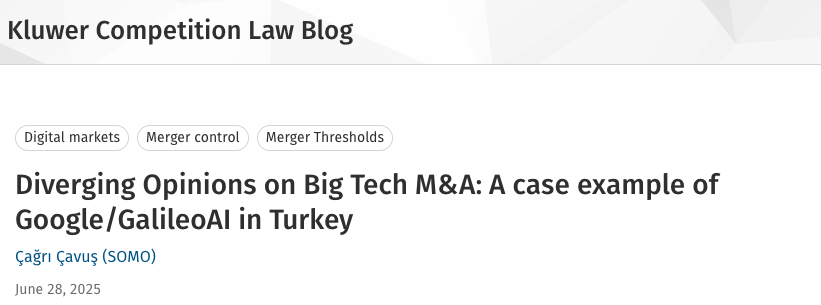 Kluwer Competition Law Blog
Digital markets Merger control Merger Thresholds
Diverging Opinions on Big Tech M&A: A case example of
Google/GalileoAI in Turkey
Çağrı Çavuş (SOMO)
June 28, 2025